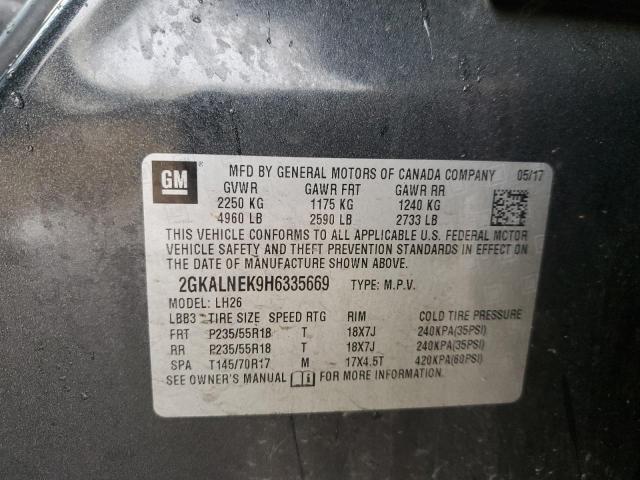 GM
MFD BY GENERAL MOTORS OF CANADA COMPANY 05/17
GVWR GAWR FRT GAWR RR
2250 KG 1175 KG 1240 KG
4960 LB 2590 LB 2733 LB
THIS VEHICLE CONFORMS TO ALL APPLICABLE U.S. FEDERAL MOTOR
VEHICLE SAFETY AND THEFT PREVENTION STANDARDS IN EFFECT ON
THE DATE OF MANUFACTURE SHOWN ABOVE.
2GKALNEK9H6335669 TYPE: M.P.V.
MODEL: LH26
LBB3 TIRE SIZE SPEED RTG RIM COLD TIRE PRESSURE
FRT P235/55R18 T 18X7J 240KPA(35PSI)
RR P235/55R18 T 18X7J 240KPA(35PSI)
SPA T145/70R17 M 17X4.5T 420KPA(60PSI)
SEE OWNER'S MANUAL FOR MORE INFORMATION